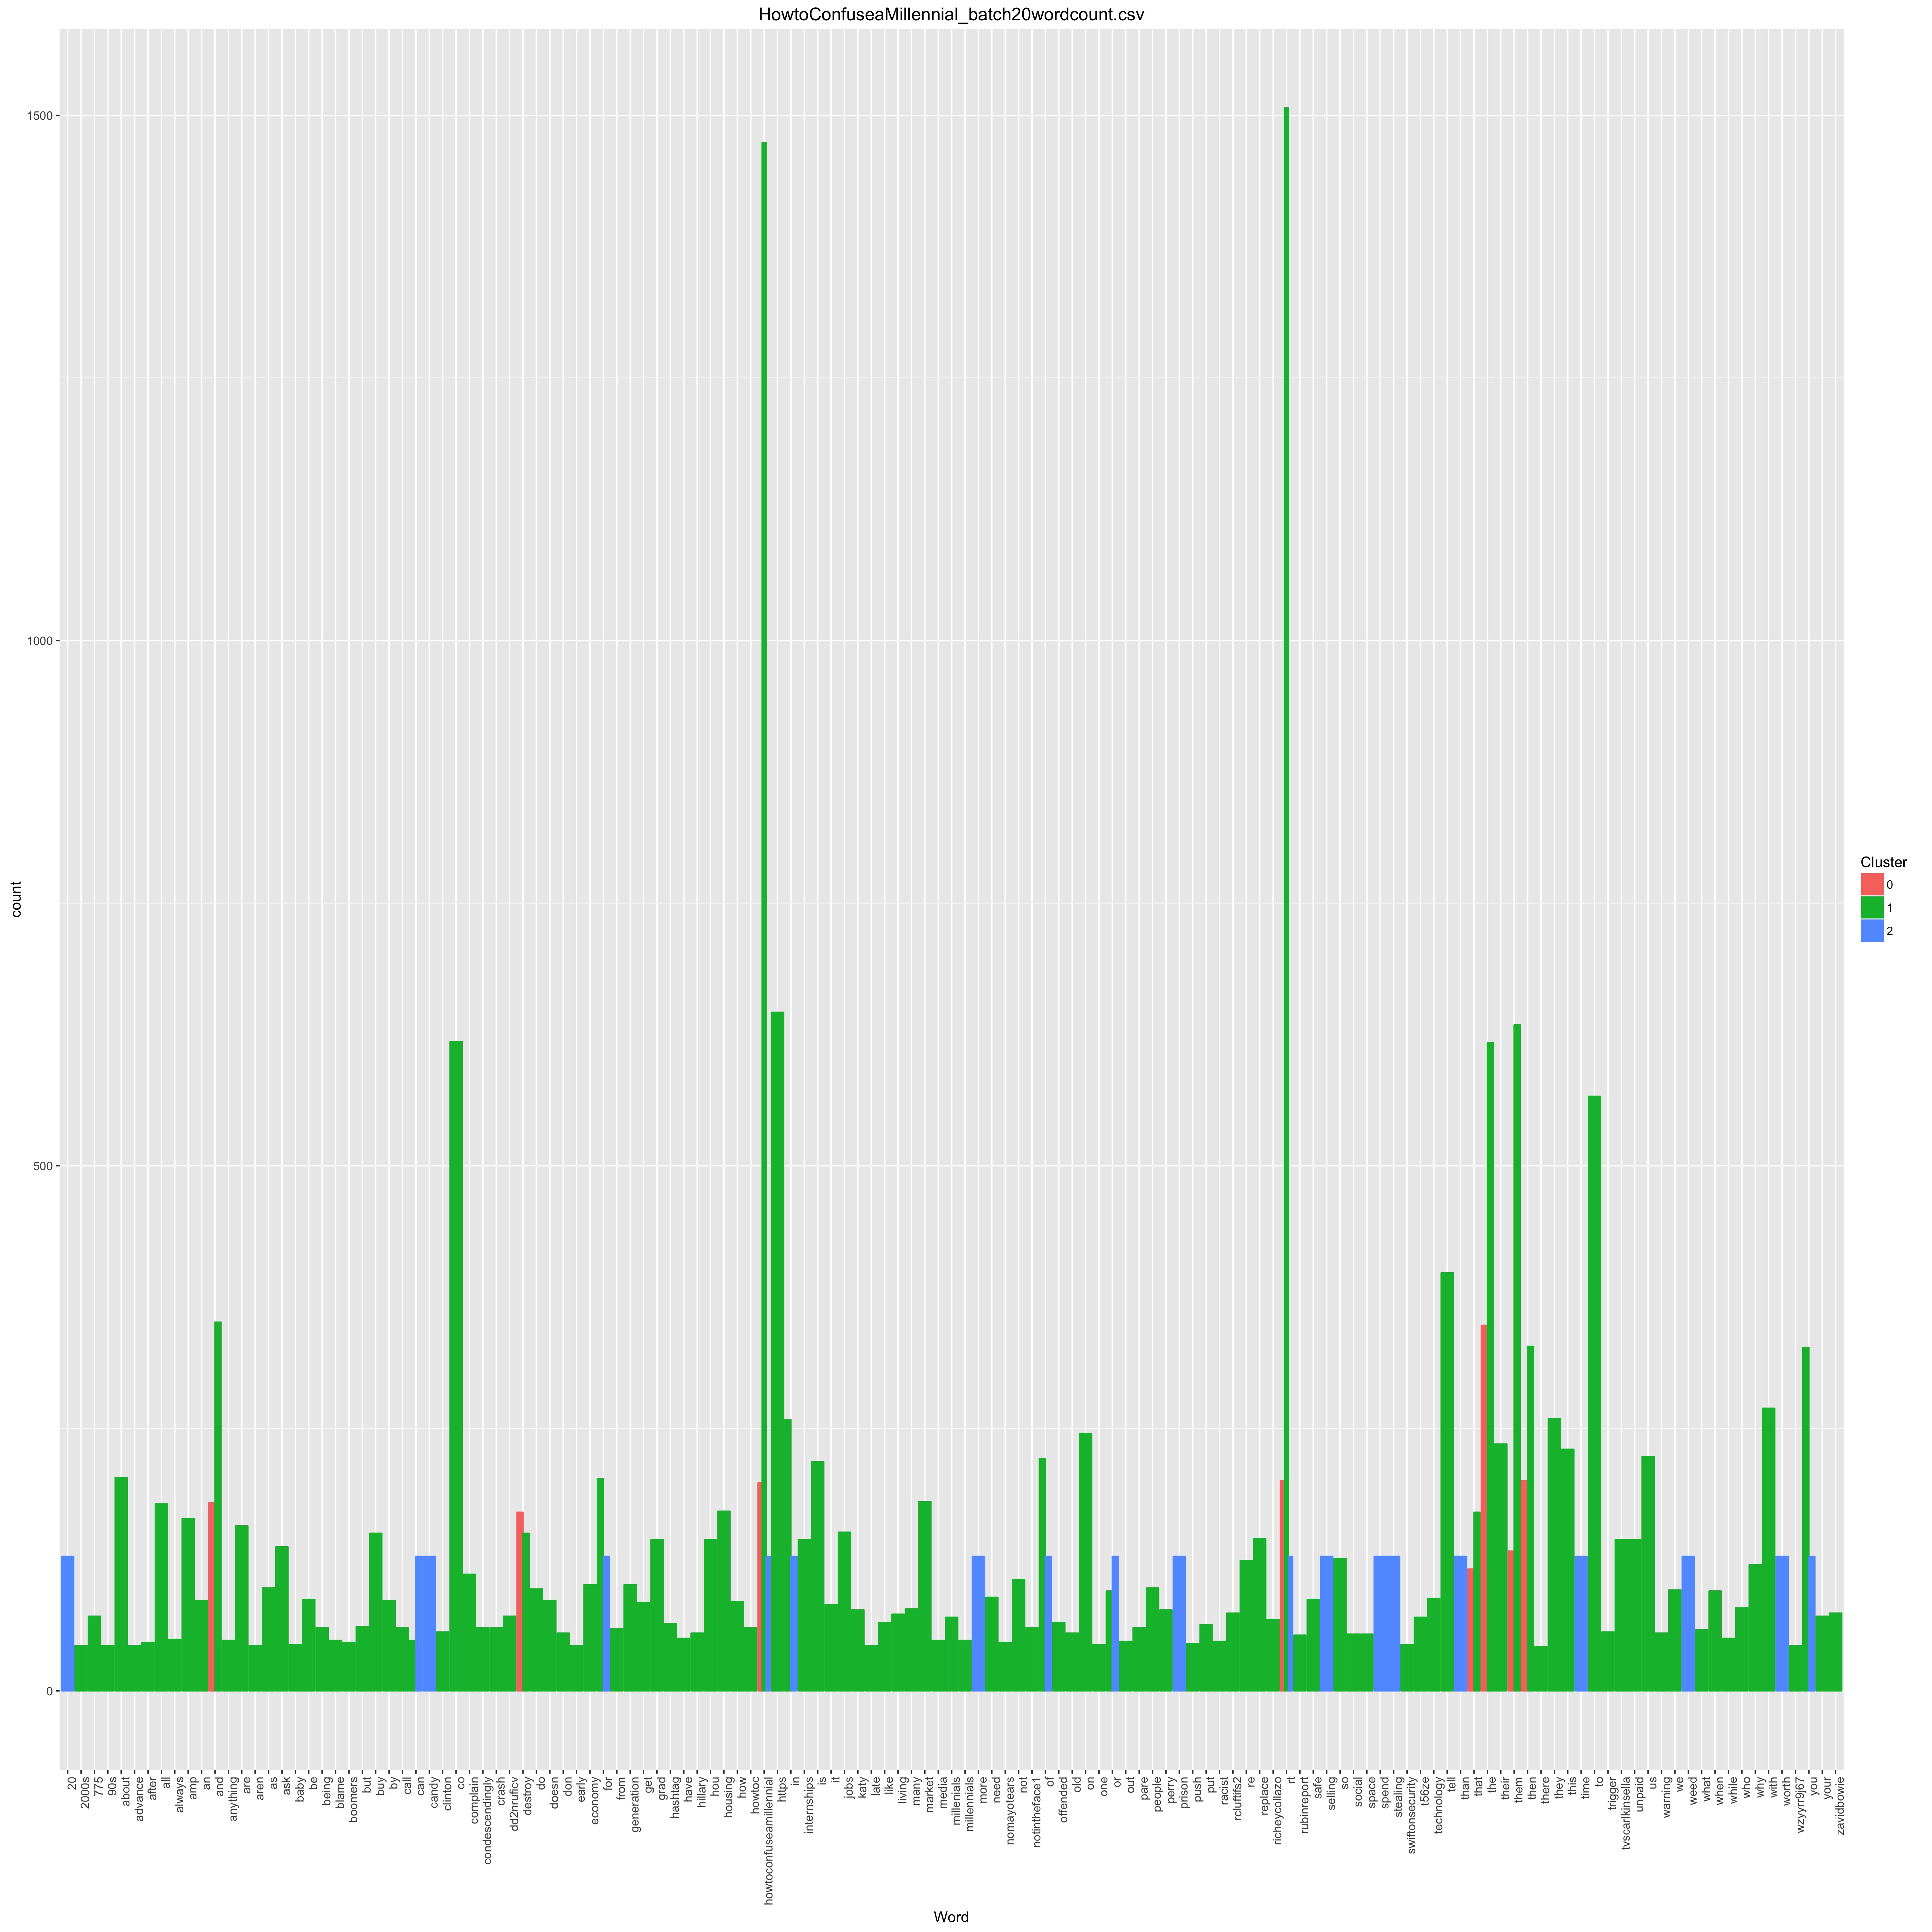 HowtoConfuseaMillennial_batch20wordcount.csv
1500
1000
500
0
count
Cluster
0
1
2
20
2000s
775
90s
about
advance
after
all
always
amp
an
and
anything
are
aren
as
ask
baby
be
being
blame
boomers
but
buy
by
call
can
candy
clinton
co
complain
condescendingly
crash
dd2nruficv
destroy
do
doesn
don
early
economy
for
from
generation
get
grad
hashtag
have
hillary
hou
housing
how
howtoc
howtoconfuseamillennial
https
in
internships
is
it
jobs
katy
late
like
living
many
market
media
millenials
millennials
more
need
nomayotears
not
notintheface1
of
offended
old
on
one
or
out
pare
people
perry
prison
push
put
racist
rcluftifs2
re
replace
richeycollazo
rt
rubinreport
safe
selling
so
social
space
spend
stealing
swiftonsecurity
t56ze
technology
tell
than
that
the
their
them
then
there
they
this
time
to
trigger
tvscarlkinsella
unpaid
us
warning
we
weed
what
when
while
who
why
with
worth
wzyyrr9j67
you
your
zavidbowie
Word